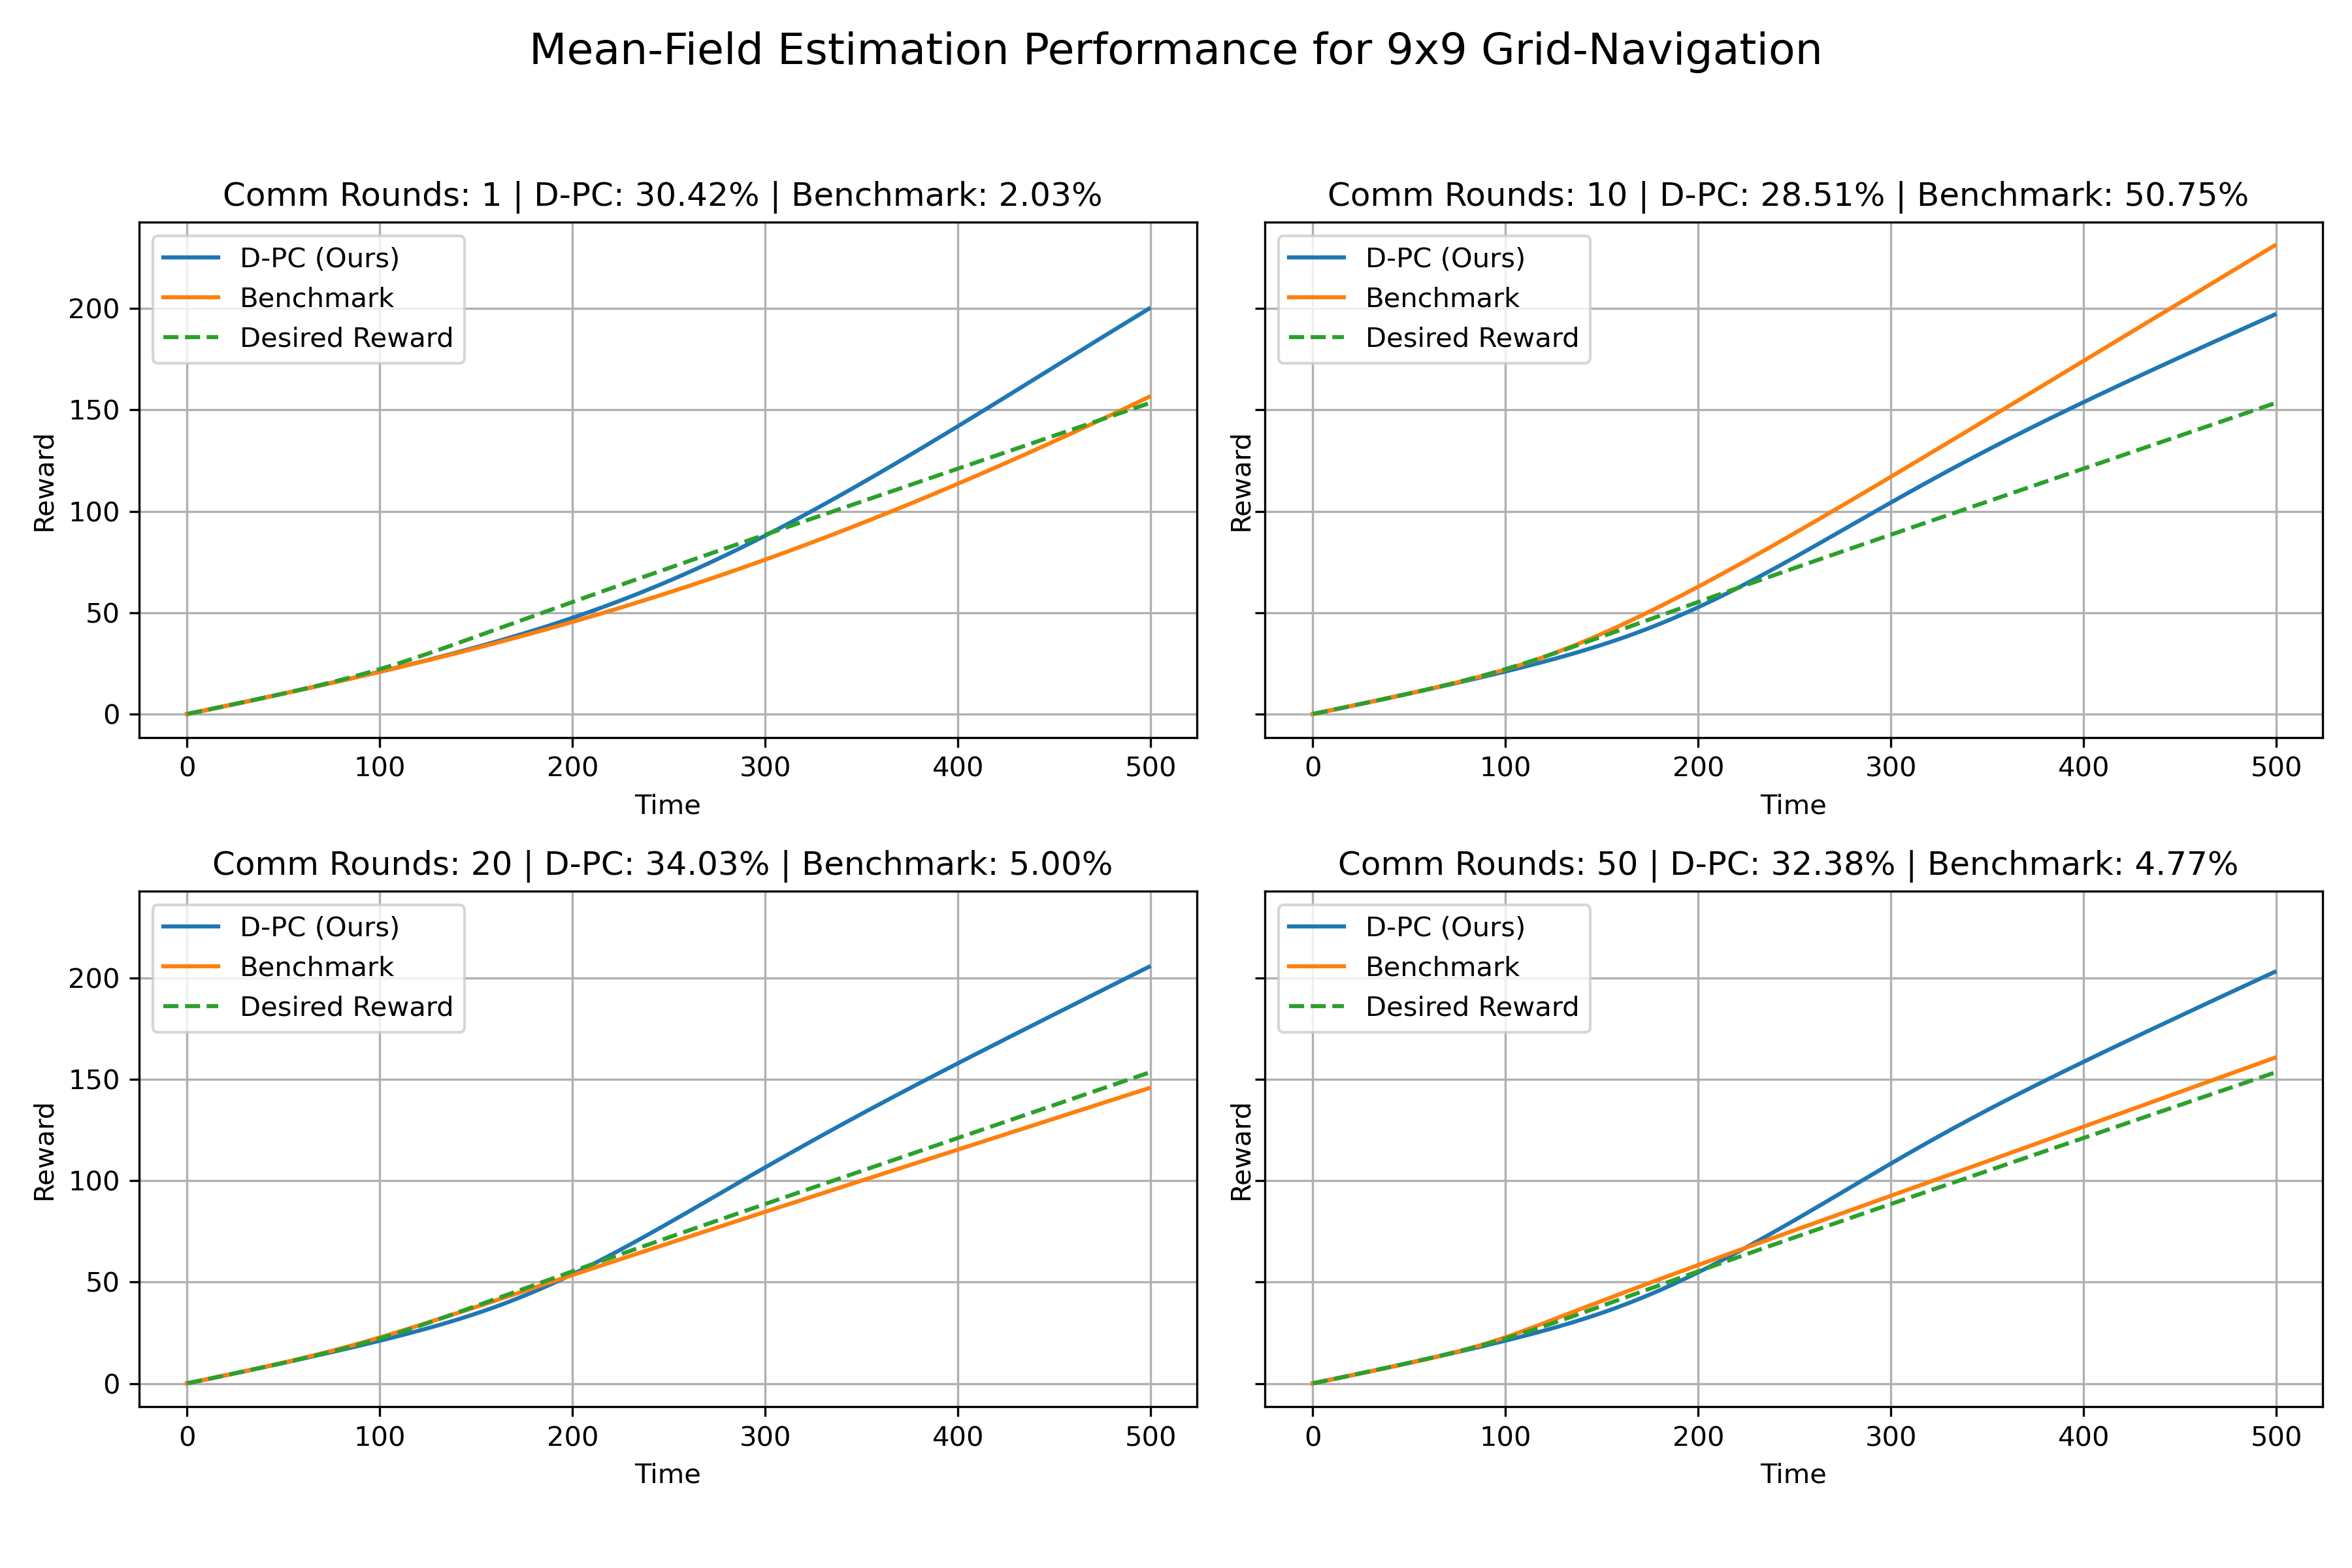 Mean-Field Estimation Performance for 9x9 Grid-Navigation
Comm Rounds: 1 | D-PC: 30.42% | Benchmark: 2.03%
D-PC (Ours)
Benchmark
Desired Reward
Reward
200
150
100
50
0
0 100 200 300 400 500
Time
Comm Rounds: 10 | D-PC: 28.51% | Benchmark: 50.75%
D-PC (Ours)
Benchmark
Desired Reward
Reward
0 100 200 300 400 500
Time
Comm Rounds: 20 | D-PC: 34.03% | Benchmark: 5.00%
D-PC (Ours)
Benchmark
Desired Reward
Reward
200
150
100
50
0
0 100 200 300 400 500
Time
Comm Rounds: 50 | D-PC: 32.38% | Benchmark: 4.77%
D-PC (Ours)
Benchmark
Desired Reward
Reward
0 100 200 300 400 500
Time